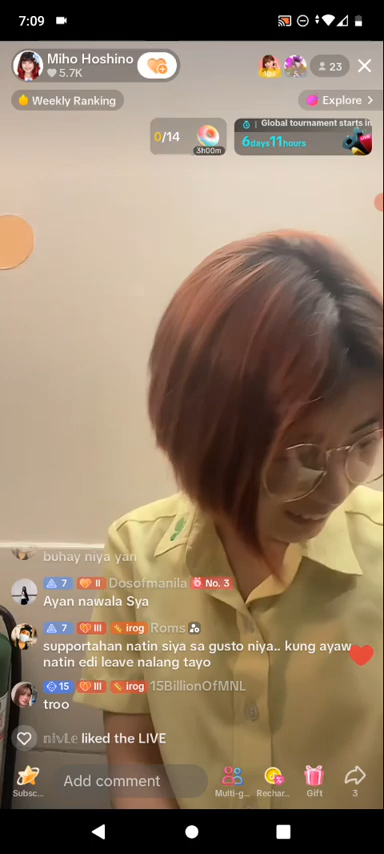 7:09
Miho Hoshino
5.7K
23
Weekly Ranking
Explore >
0/14
3h00m
Global tournament starts in
6days11hours
buhay niya yan
7 II Dosofmanila No. 3
Ayan nawala Sya
7 III irog Roms
supportahan natin siya sa gusto niya.. kung ayaw
natin edi leave nalang tayo
15 III irog 15BillionOfMNL
troo
liked the LIVE
Subsc...
Add comment
Multi-g...
Rechar...
Gift
3